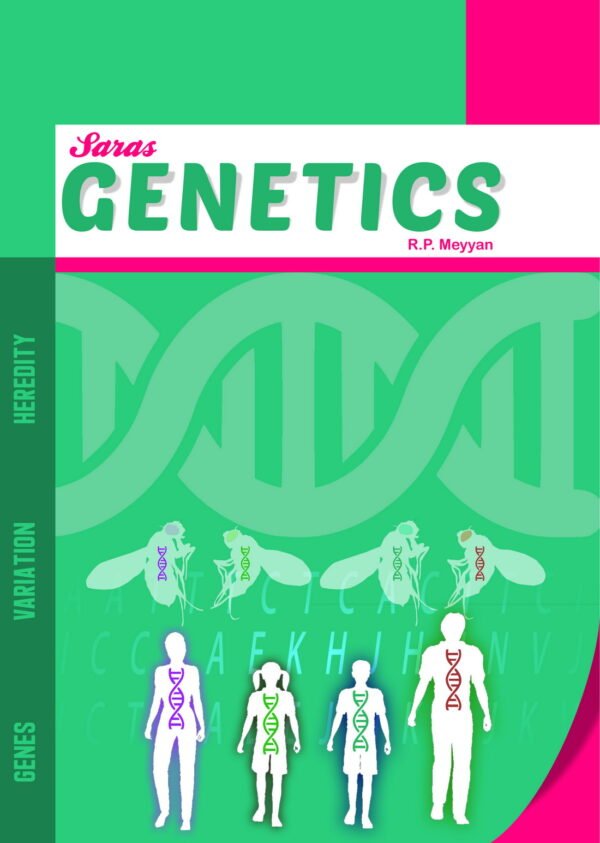 Saras
GENETICS
R.P. Meyyan
HEREDITY
VARIATION
GENES
A F K H J H N V J